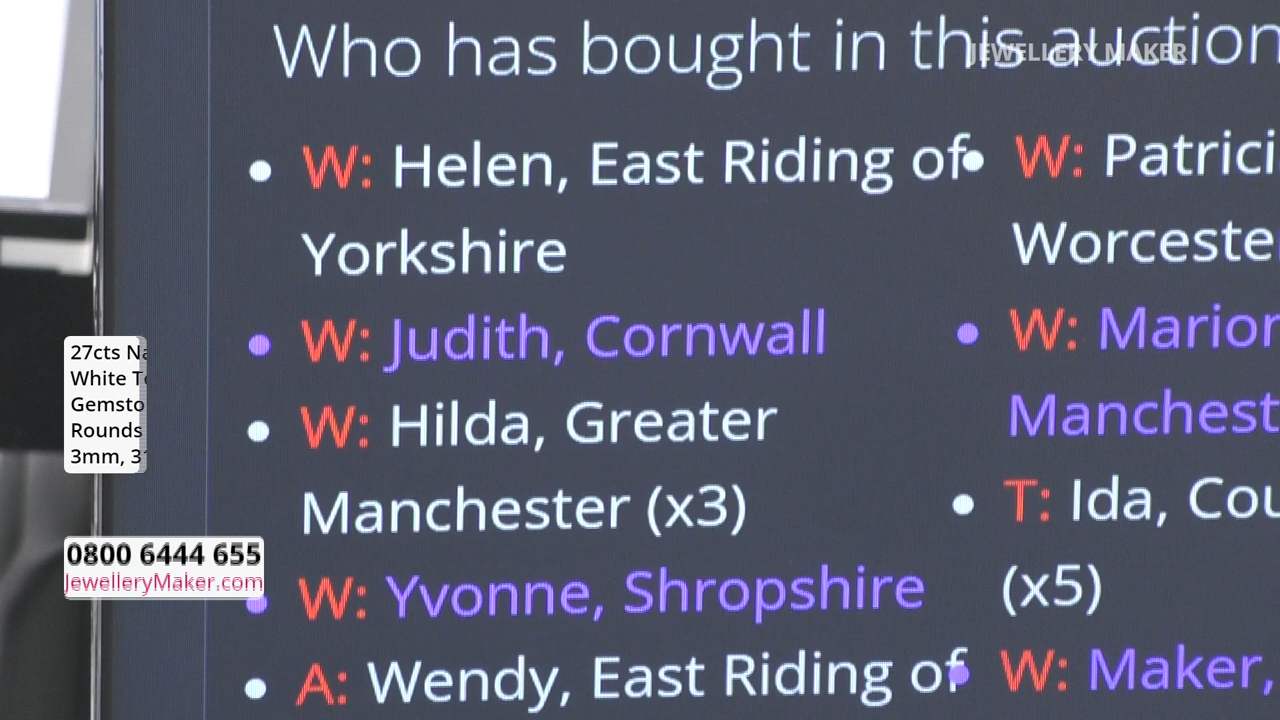 Who has bought in this auction
JEWELLERY MAKER
W: Helen, East Riding of
Yorkshire
W: Judith, Cornwall
W: Hilda, Greater
Manchester (x3)
W: Yvonne, Shropshire
A: Wendy, East Riding of
W: Patrici
Worceste
W: Marion
Manchest
T: Ida, Cou
(x5)
W: Maker,
27cts Na
White To
Gemsto
Rounds
3mm, 3
0800 6444 655
JewelleryMaker.com